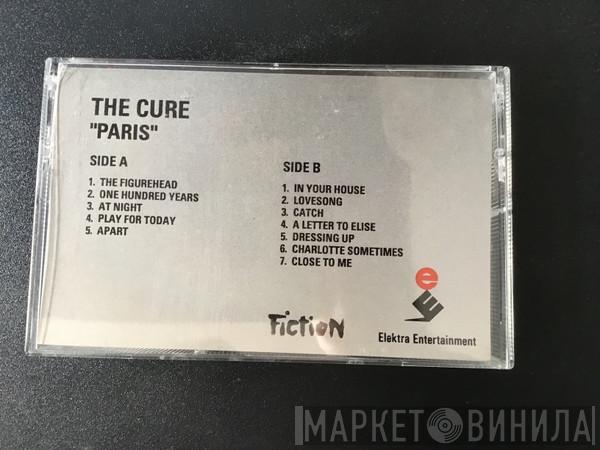 THE CURE
"PARIS"
SIDE A
1. THE FIGUREHEAD
2. ONE HUNDRED YEARS
3. AT NIGHT
4. PLAY FOR TODAY
5. APART
SIDE B
1. IN YOUR HOUSE
2. LOVESONG
3. CATCH
4. A LETTER TO ELISE
5. DRESSING UP
6. CHARLOTTE SOMETIMES
7. CLOSE TO ME
Fiction
e
Elektra Entertainment
МАРКЕТ ВИНИЛА